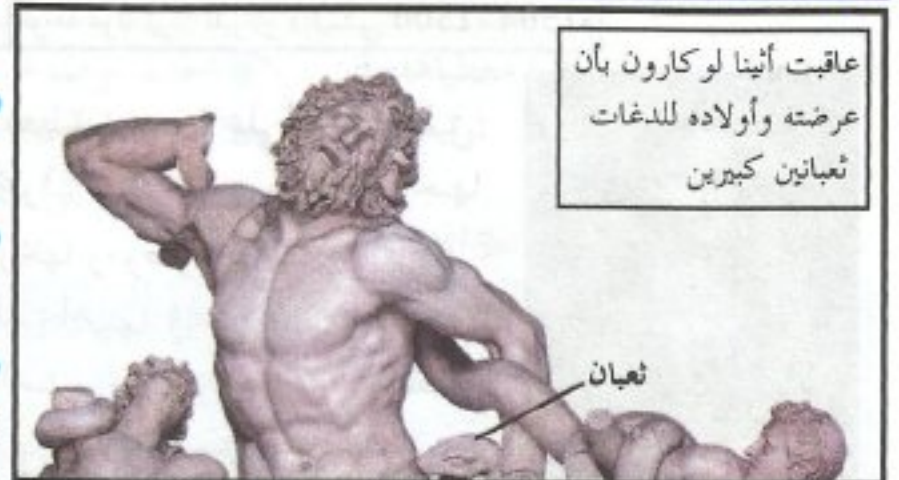 عاقبت أثينا لوكارون بأن
عرضته وأولاده للدغات
ثعبانين كبيرين
ثعبان